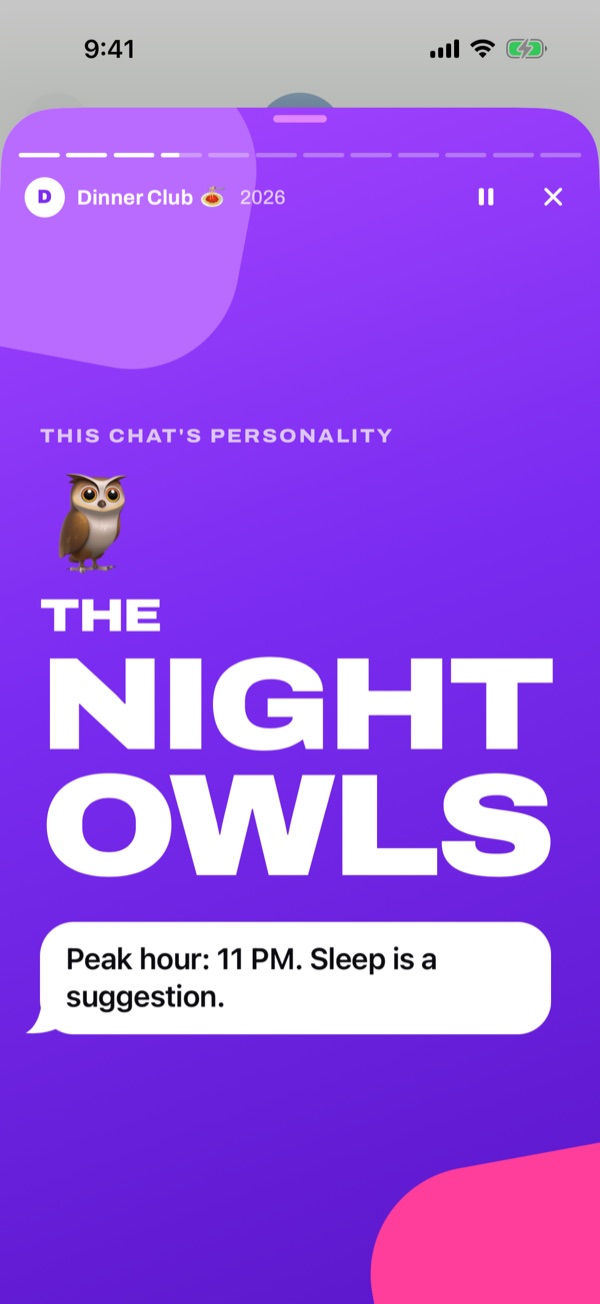 9:41
D Dinner Club 🍝 2026
THIS CHAT'S PERSONALITY
THE
NIGHT
OWLS
Peak hour: 11 PM. Sleep is a
suggestion.